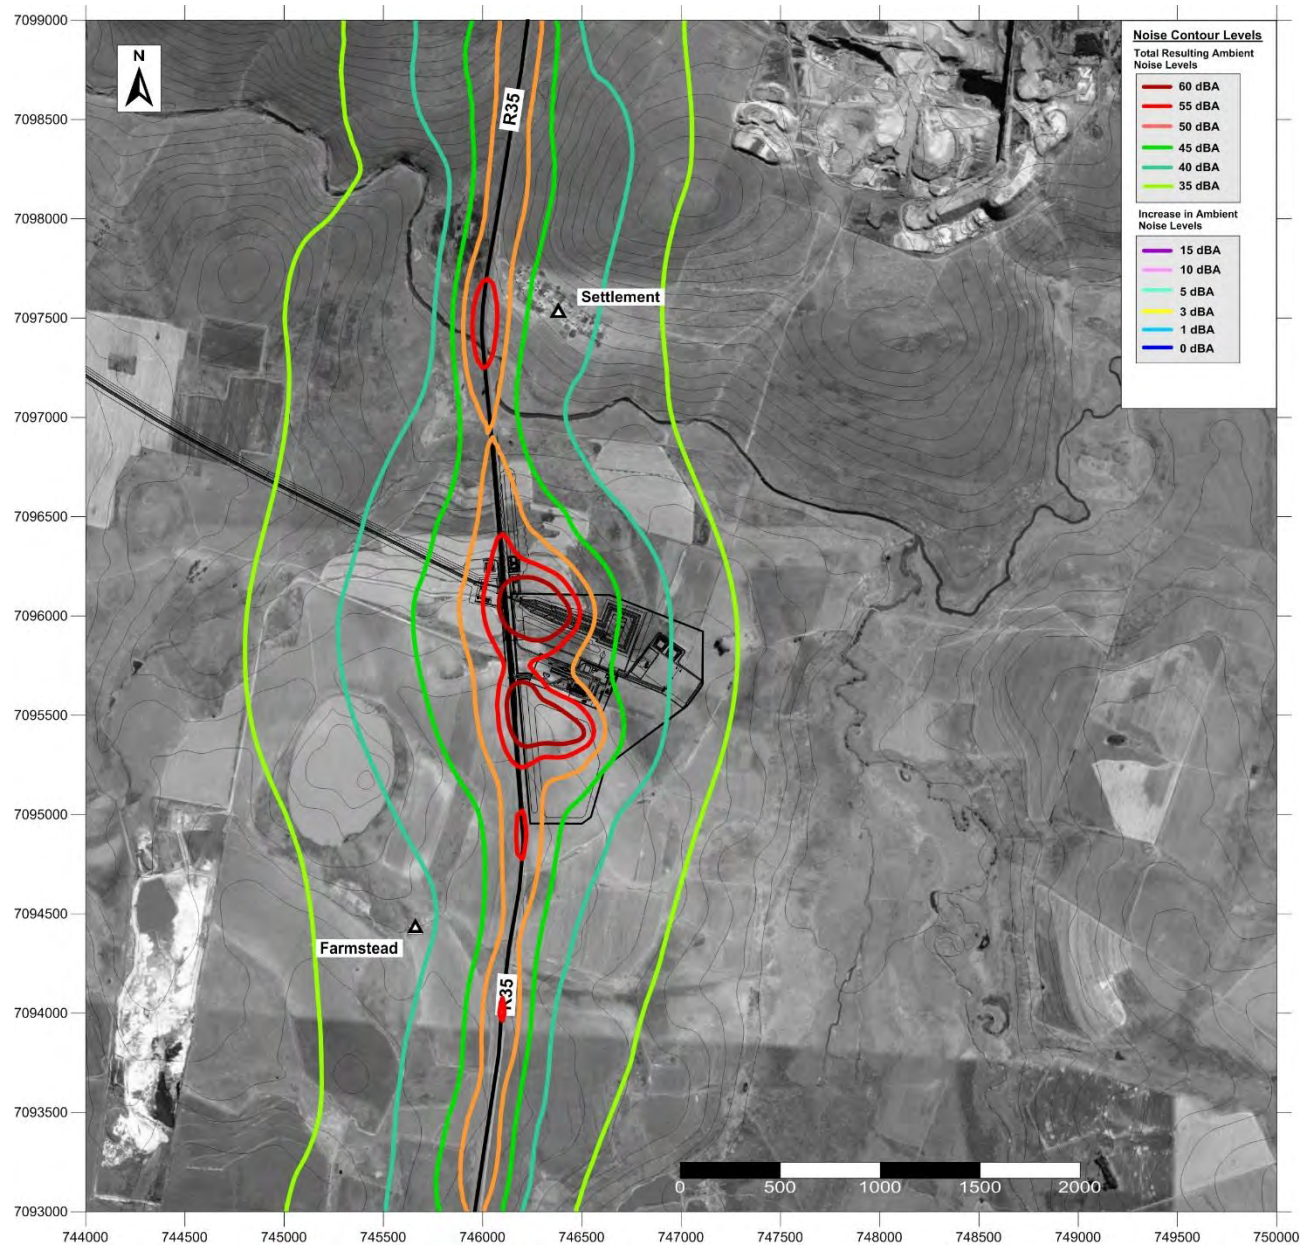 7099000
7098500
7098000
7097500
7097000
7096500
7096000
7095500
7095000
7094500
7094000
7093500
7093000
N
R35
Settlement
Farmstead
R35
Noise Contour Levels
Total Resulting Ambient
Noise Levels
60 dBA
55 dBA
50 dBA
45 dBA
40 dBA
35 dBA
Increase in Ambient
Noise Levels
15 dBA
10 dBA
5 dBA
3 dBA
1 dBA
0 dBA
0 500 1000 1500 2000
744000 744500 745000 745500 746000 746500 747000 747500 748000 748500 749000 749500 750000